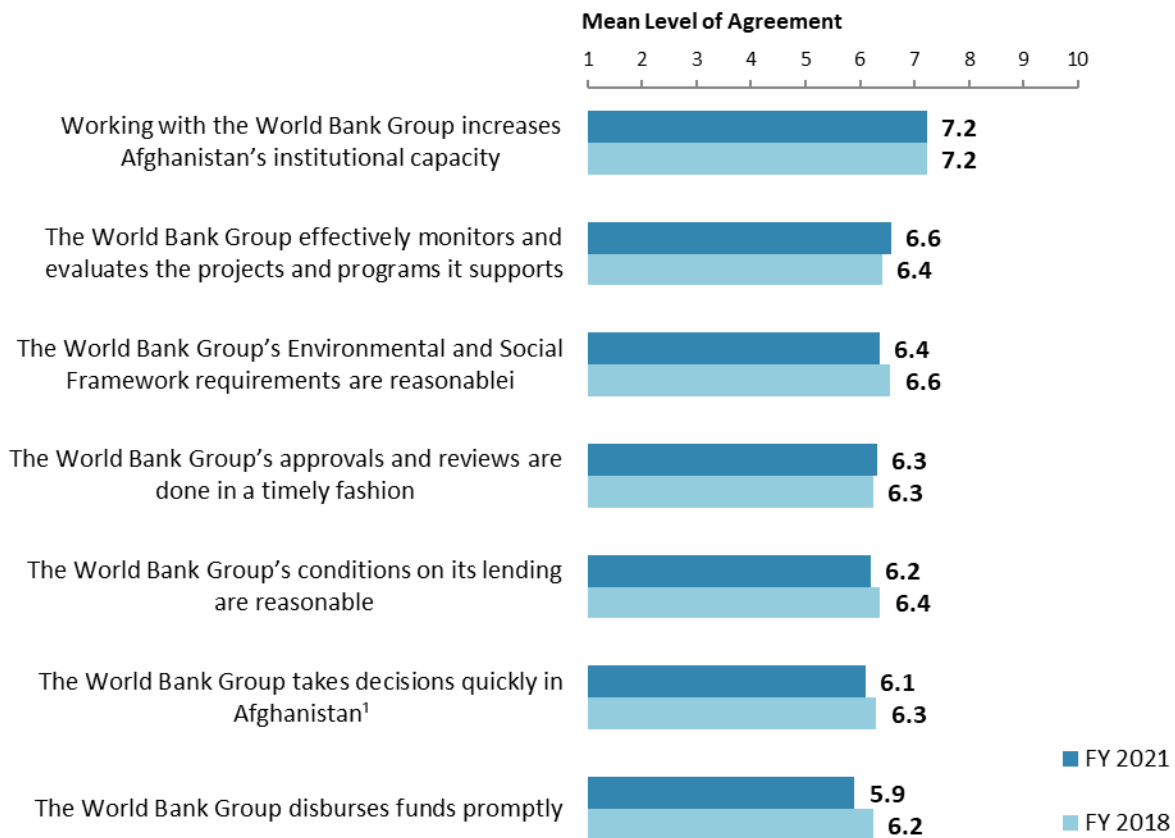 Mean Level of Agreement
1 2 3 4 5 6 7 8 9 10
Working with the World Bank Group increases
Afghanistan’s institutional capacity
7.2
7.2
The World Bank Group effectively monitors and
evaluates the projects and programs it supports
6.6
6.4
The World Bank Group’s Environmental and Social
Framework requirements are reasonablei
6.4
6.6
The World Bank Group’s approvals and reviews are
done in a timely fashion
6.3
6.3
The World Bank Group’s conditions on its lending
are reasonable
6.2
6.4
The World Bank Group takes decisions quickly in
Afghanistan¹
6.1
6.3
The World Bank Group disburses funds promptly
5.9
6.2
FY 2021
FY 2018